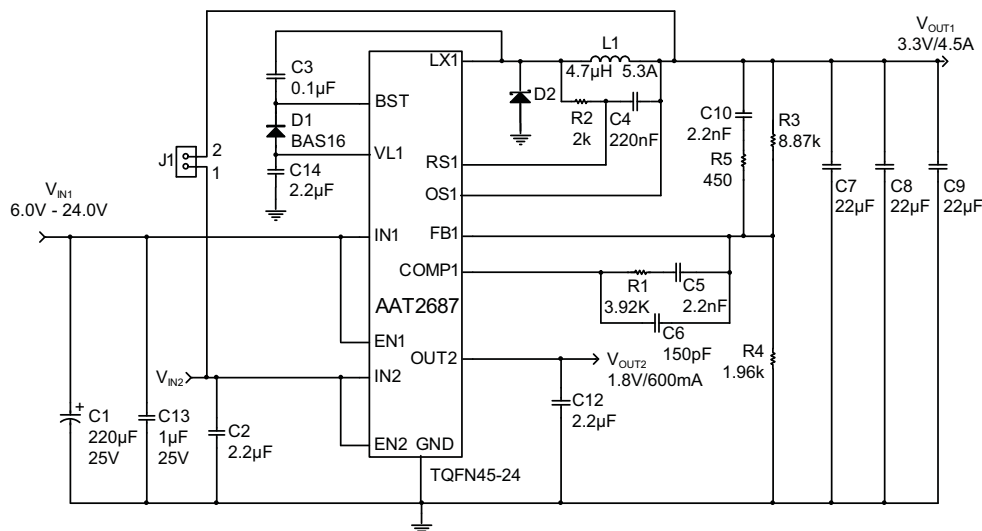 V_OUT1
3.3V/4.5A
L1
LX1
4.7µH 5.3A
C3
0.1µF
D2
BST
R2
2k
C4
220nF
C10
2.2nF
R3
8.87k
D1
BAS16
J1
2
1
VL1
C14
2.2µF
RS1
R5
450
OS1
C7
22µF
C8
22µF
C9
22µF
V_IN1
6.0V - 24.0V
IN1
FB1
COMP1
R1
3.92K
C5
2.2nF
AAT2687
C6
150pF
EN1
OUT2
V_OUT2
1.8V/600mA
R4
1.96k
V_IN2
IN2
C12
2.2µF
+
C1
220µF
25V
C13
1µF
25V
C2
2.2µF
EN2 GND
TQFN45-24